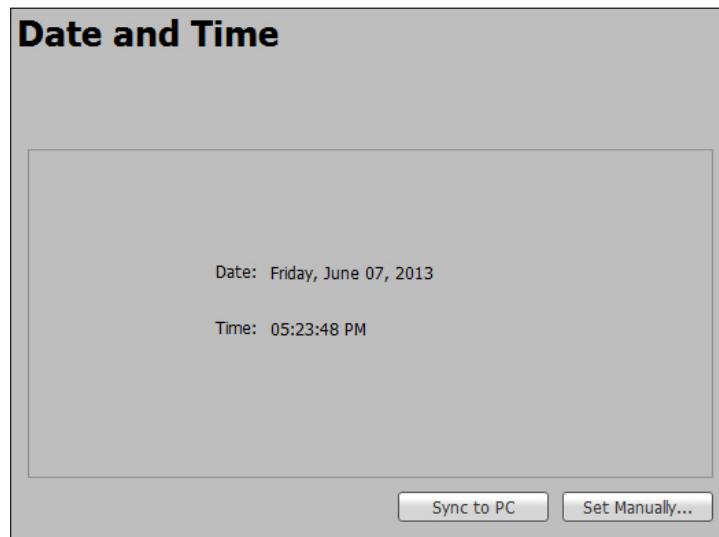 Date and Time
Date: Friday, June 07, 2013
Time: 05:23:48 PM
Sync to PC Set Manually...